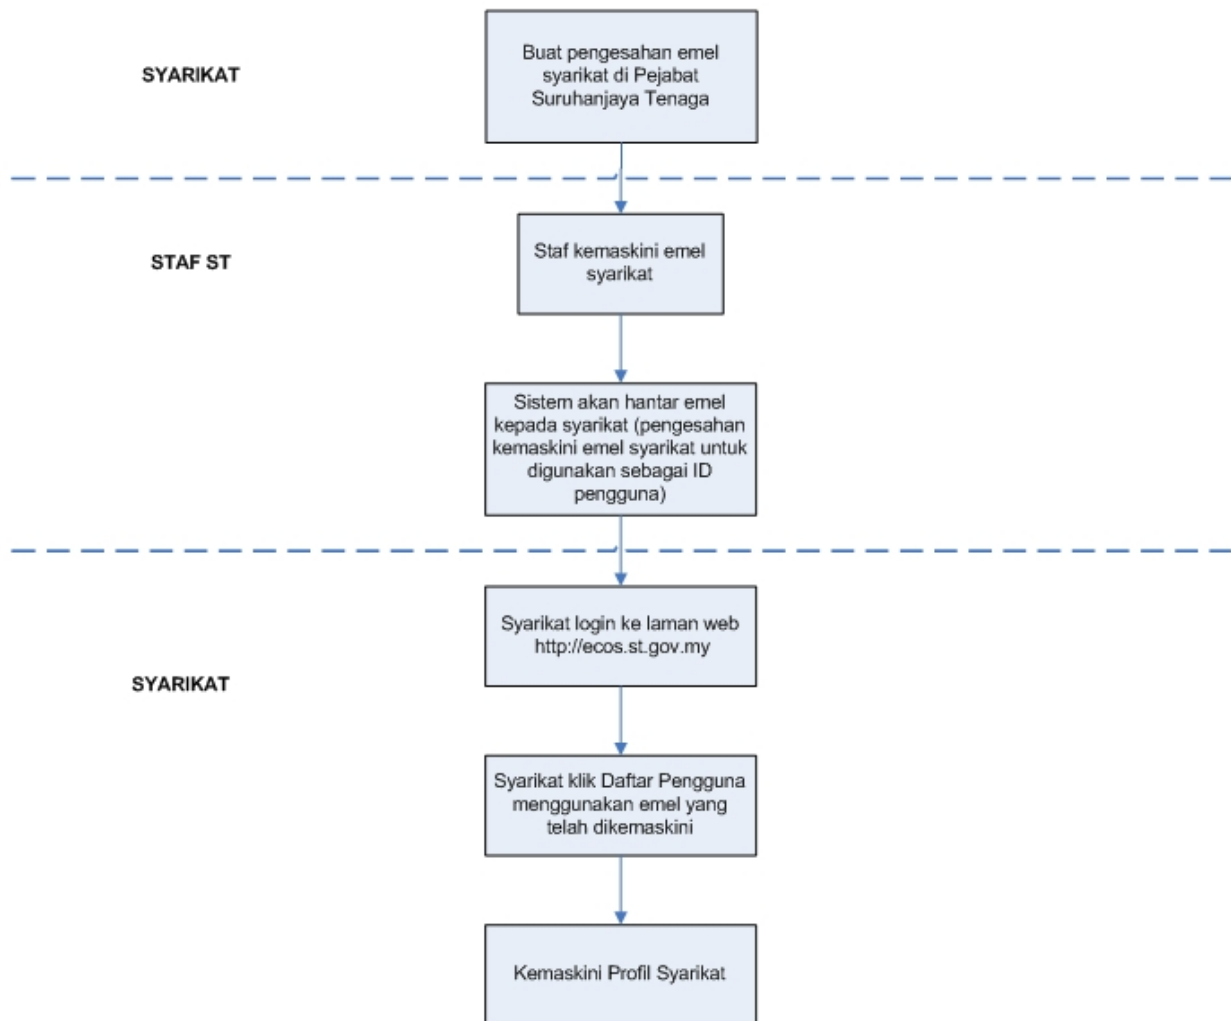 SYARIKAT
Buat pengesahan emel
syarikat di Pejabat
Suruhanjaya Tenaga
STAF ST
Staf kemaskini emel
syarikat
Sistem akan hantar emel
kepada syarikat (pengesahan
kemaskini emel syarikat untuk
digunakan sebagai ID
pengguna)
Syarikat login ke laman web
http://ecos.st.gov.my
SYARIKAT
Syarikat klik Daftar Pengguna
menggunakan emel yang
telah dikemaskini
Kemaskini Profil Syarikat